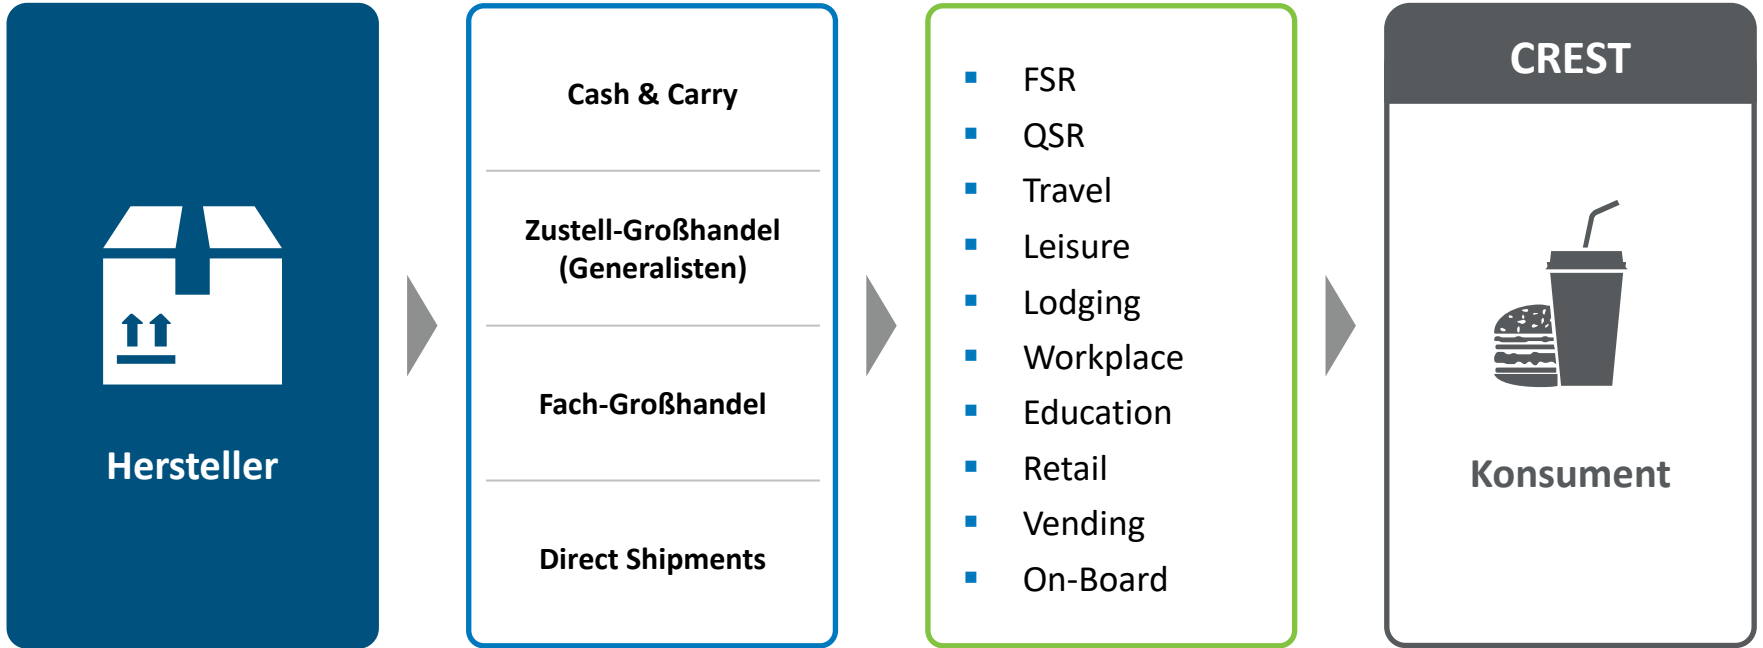 Hersteller
Cash & Carry
Zustell-Großhandel
(Generalisten)
Fach-Großhandel
Direct Shipments
FSR
QSR
Travel
Leisure
Lodging
Workplace
Education
Retail
Vending
On-Board
CREST
Konsument